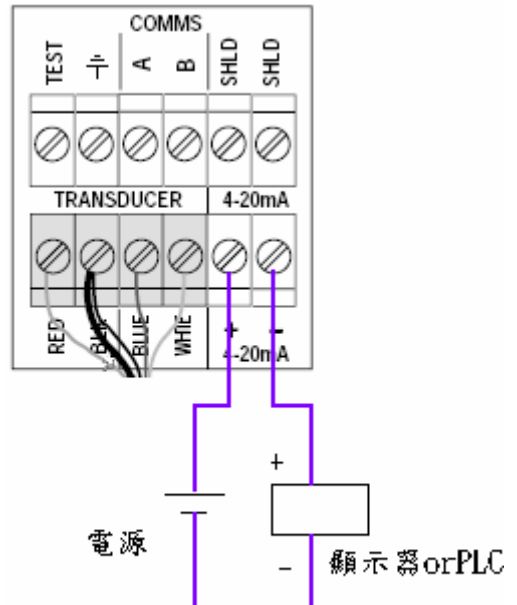 COMMS
TEST
A
B
SHLD
SHLD
TRANSDUCER
4-20mA
RED
BLK
BLUE
WHIE
+
-
4-20mA
+
電源
-
顯示器orPLC